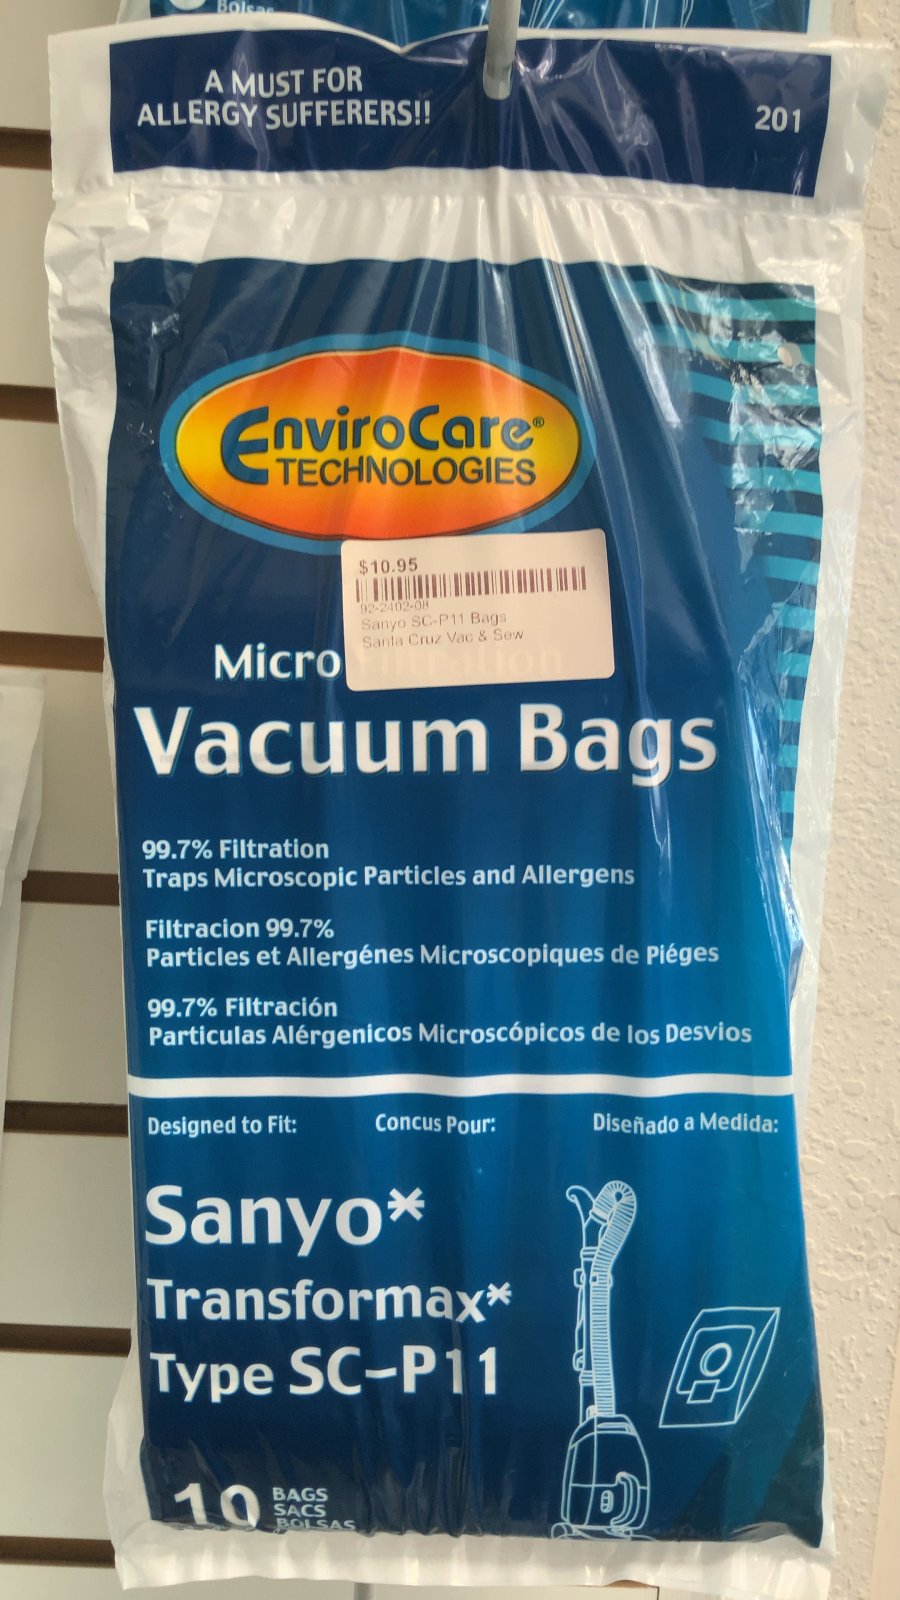 Bolsas
A MUST FOR
ALLERGY SUFFERERS!!
201
EnviroCare®
TECHNOLOGIES
$10.95
92-2402-08
Sanyo SC-P11 Bags
Santa Cruz Vac & Sew
Micro Filtration
Vacuum Bags
99.7% Filtration
Traps Microscopic Particles and Allergens
Filtracion 99.7%
Particles et Allergénes Microscopiques de Piéges
99.7% Filtración
Particulas Alérgenicos Microscópicos de los Desvios
Designed to Fit:
Concus Pour:
Diseñado a Medida:
Sanyo*
Transformax*
Type SC-P11
10 BAGS
SACS
BOLSAS